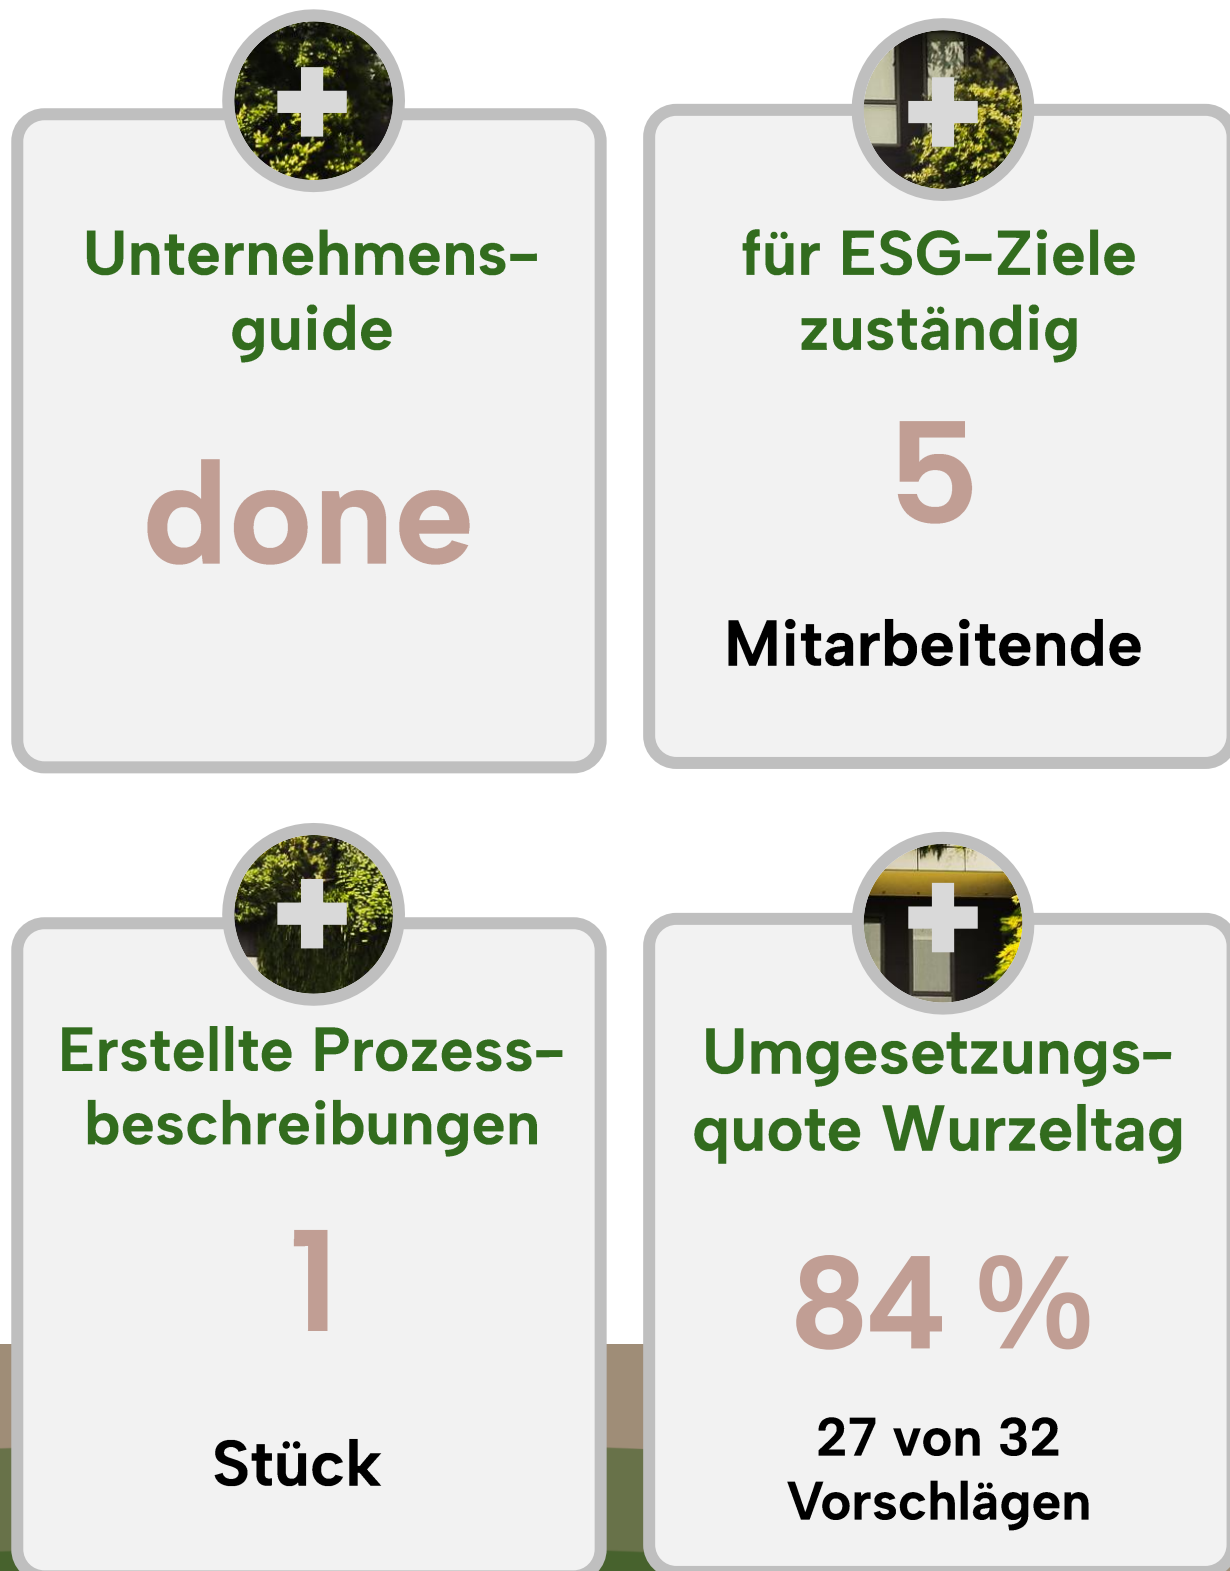 Unternehmens-
guide
done
für ESG-Ziele
zuständig
5
Mitarbeitende
Erstellte Prozess-
beschreibungen
1
Stück
Umgesetzungs-
quote Wurzeltag
84 %
27 von 32
Vorschlägen